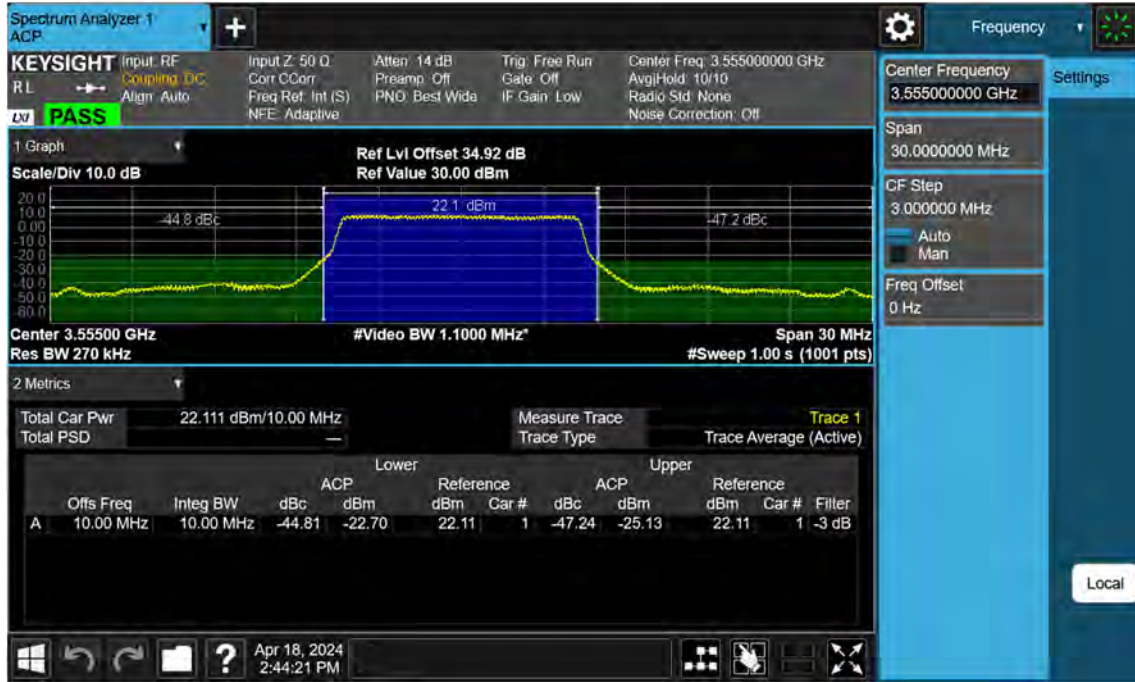 Spectrum Analyzer 1
ACP
+
Frequency
KEYSIGHT
RL
LXI
PASS
Input: RF
Coupling: DC
Align: Auto
Input Z: 50 Ω
Corr CCorr
Freq Ref: Int (S)
NFE: Adaptive
Atten: 14 dB
Preamp: Off
PNO: Best Wide
Trig: Free Run
Gate: Off
IF Gain: Low
Center Freq: 3.555000000 GHz
Avg|Hold: 10/10
Radio Std: None
Noise Correction: Off
Center Frequency
3.555000000 GHz
Settings
Span
30.0000000 MHz
CF Step
3.000000 MHz
Auto
Man
Freq Offset
0 Hz
Local
1 Graph
Scale/Div 10.0 dB
Ref Lvl Offset 34.92 dB
Ref Value 30.00 dBm
20.0
10.0
0.00
-10.0
-20.0
-30.0
-40.0
-50.0
-60.0
-44.8 dBc
22.1 dBm
-47.2 dBc
Center 3.55500 GHz #Video BW 1.1000 MHz* Span 30 MHz
Res BW 270 kHz #Sweep 1.00 s (1001 pts)
2 Metrics
Total Car Pwr 22.111 dBm/10.00 MHz Measure Trace Trace 1
Total PSD --- Trace Type Trace Average (Active)
Lower Upper
ACP Reference ACP Reference
Offs Freq Integ BW dBc dBm dBm Car # dBc dBm dBm Car # Filter
A 10.00 MHz 10.00 MHz -44.81 -22.70 22.11 1 -47.24 -25.13 22.11 1 -3 dB
?
Apr 18, 2024
2:44:21 PM